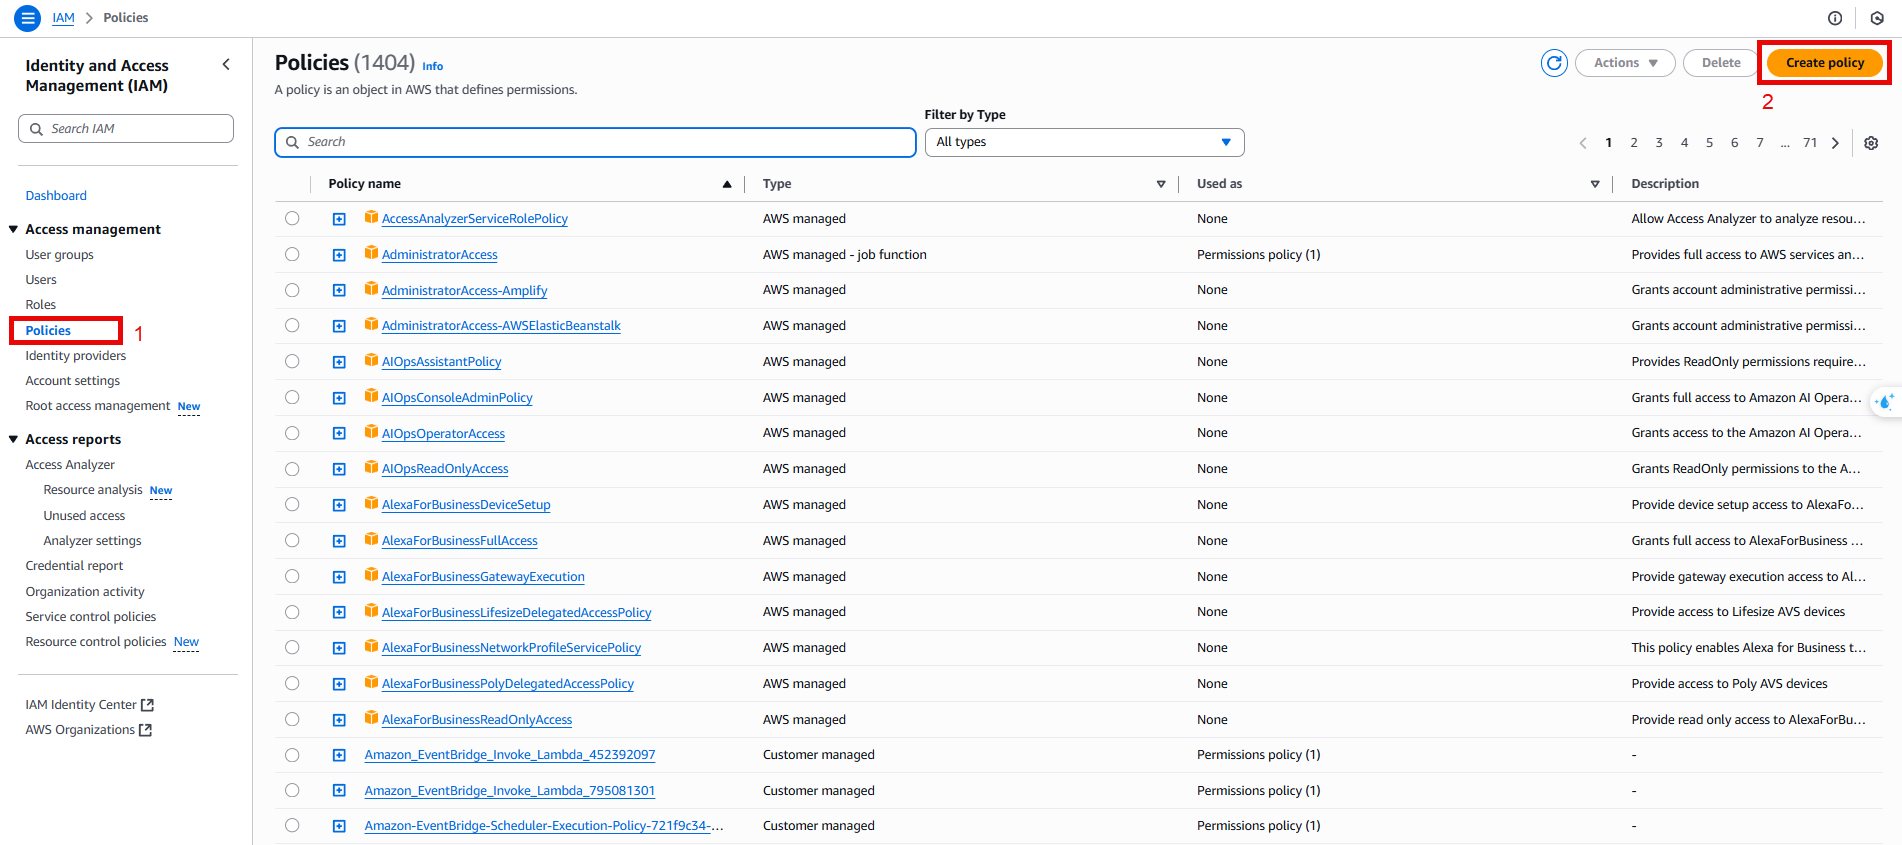 IAM > Policies
Identity and Access Management (IAM)
Search IAM
Dashboard
Access management
User groups
Users
Roles
Policies 1
Identity providers
Account settings
Root access management New
Access reports
Access Analyzer
Resource analysis New
Unused access
Analyzer settings
Credential report
Organization activity
Service control policies
Resource control policies New
IAM Identity Center
AWS Organizations
Policies (1404) Info
A policy is an object in AWS that defines permissions.
Actions Delete Create policy
2
Filter by Type
Search All types 1 2 3 4 5 6 7 ... 71
Policy name Type Used as Description
AccessAnalyzerServiceRolePolicy AWS managed None Allow Access Analyzer to analyze resou...
AdministratorAccess AWS managed - job function Permissions policy (1) Provides full access to AWS services an...
AdministratorAccess-Amplify AWS managed None Grants account administrative permissi...
AdministratorAccess-AWSElasticBeanstalk AWS managed None Grants account administrative permissi...
AIOpsAssistantPolicy AWS managed None Provides ReadOnly permissions require...
AIOpsConsoleAdminPolicy AWS managed None Grants full access to Amazon AI Opera...
AIOpsOperatorAccess AWS managed None Grants access to the Amazon AI Opera...
AIOpsReadOnlyAccess AWS managed None Grants ReadOnly permissions to the A...
AlexaForBusinessDeviceSetup AWS managed None Provide device setup access to AlexaFo...
AlexaForBusinessFullAccess AWS managed None Grants full access to AlexaForBusiness ...
AlexaForBusinessGatewayExecution AWS managed None Provide gateway execution access to Al...
AlexaForBusinessLifesizeDelegatedAccessPolicy AWS managed None Provide access to Lifesize AVS devices
AlexaForBusinessNetworkProfileServicePolicy AWS managed None This policy enables Alexa for Business t...
AlexaForBusinessPolyDelegatedAccessPolicy AWS managed None Provide access to Poly AVS devices
AlexaForBusinessReadOnlyAccess AWS managed None Provide read only access to AlexaForBu...
Amazon_EventBridge_Invoke_Lambda_452392097 Customer managed Permissions policy (1) -
Amazon_EventBridge_Invoke_Lambda_795081301 Customer managed Permissions policy (1) -
Amazon-EventBridge-Scheduler-Execution-Policy-721f9c34-... Customer managed Permissions policy (1) -